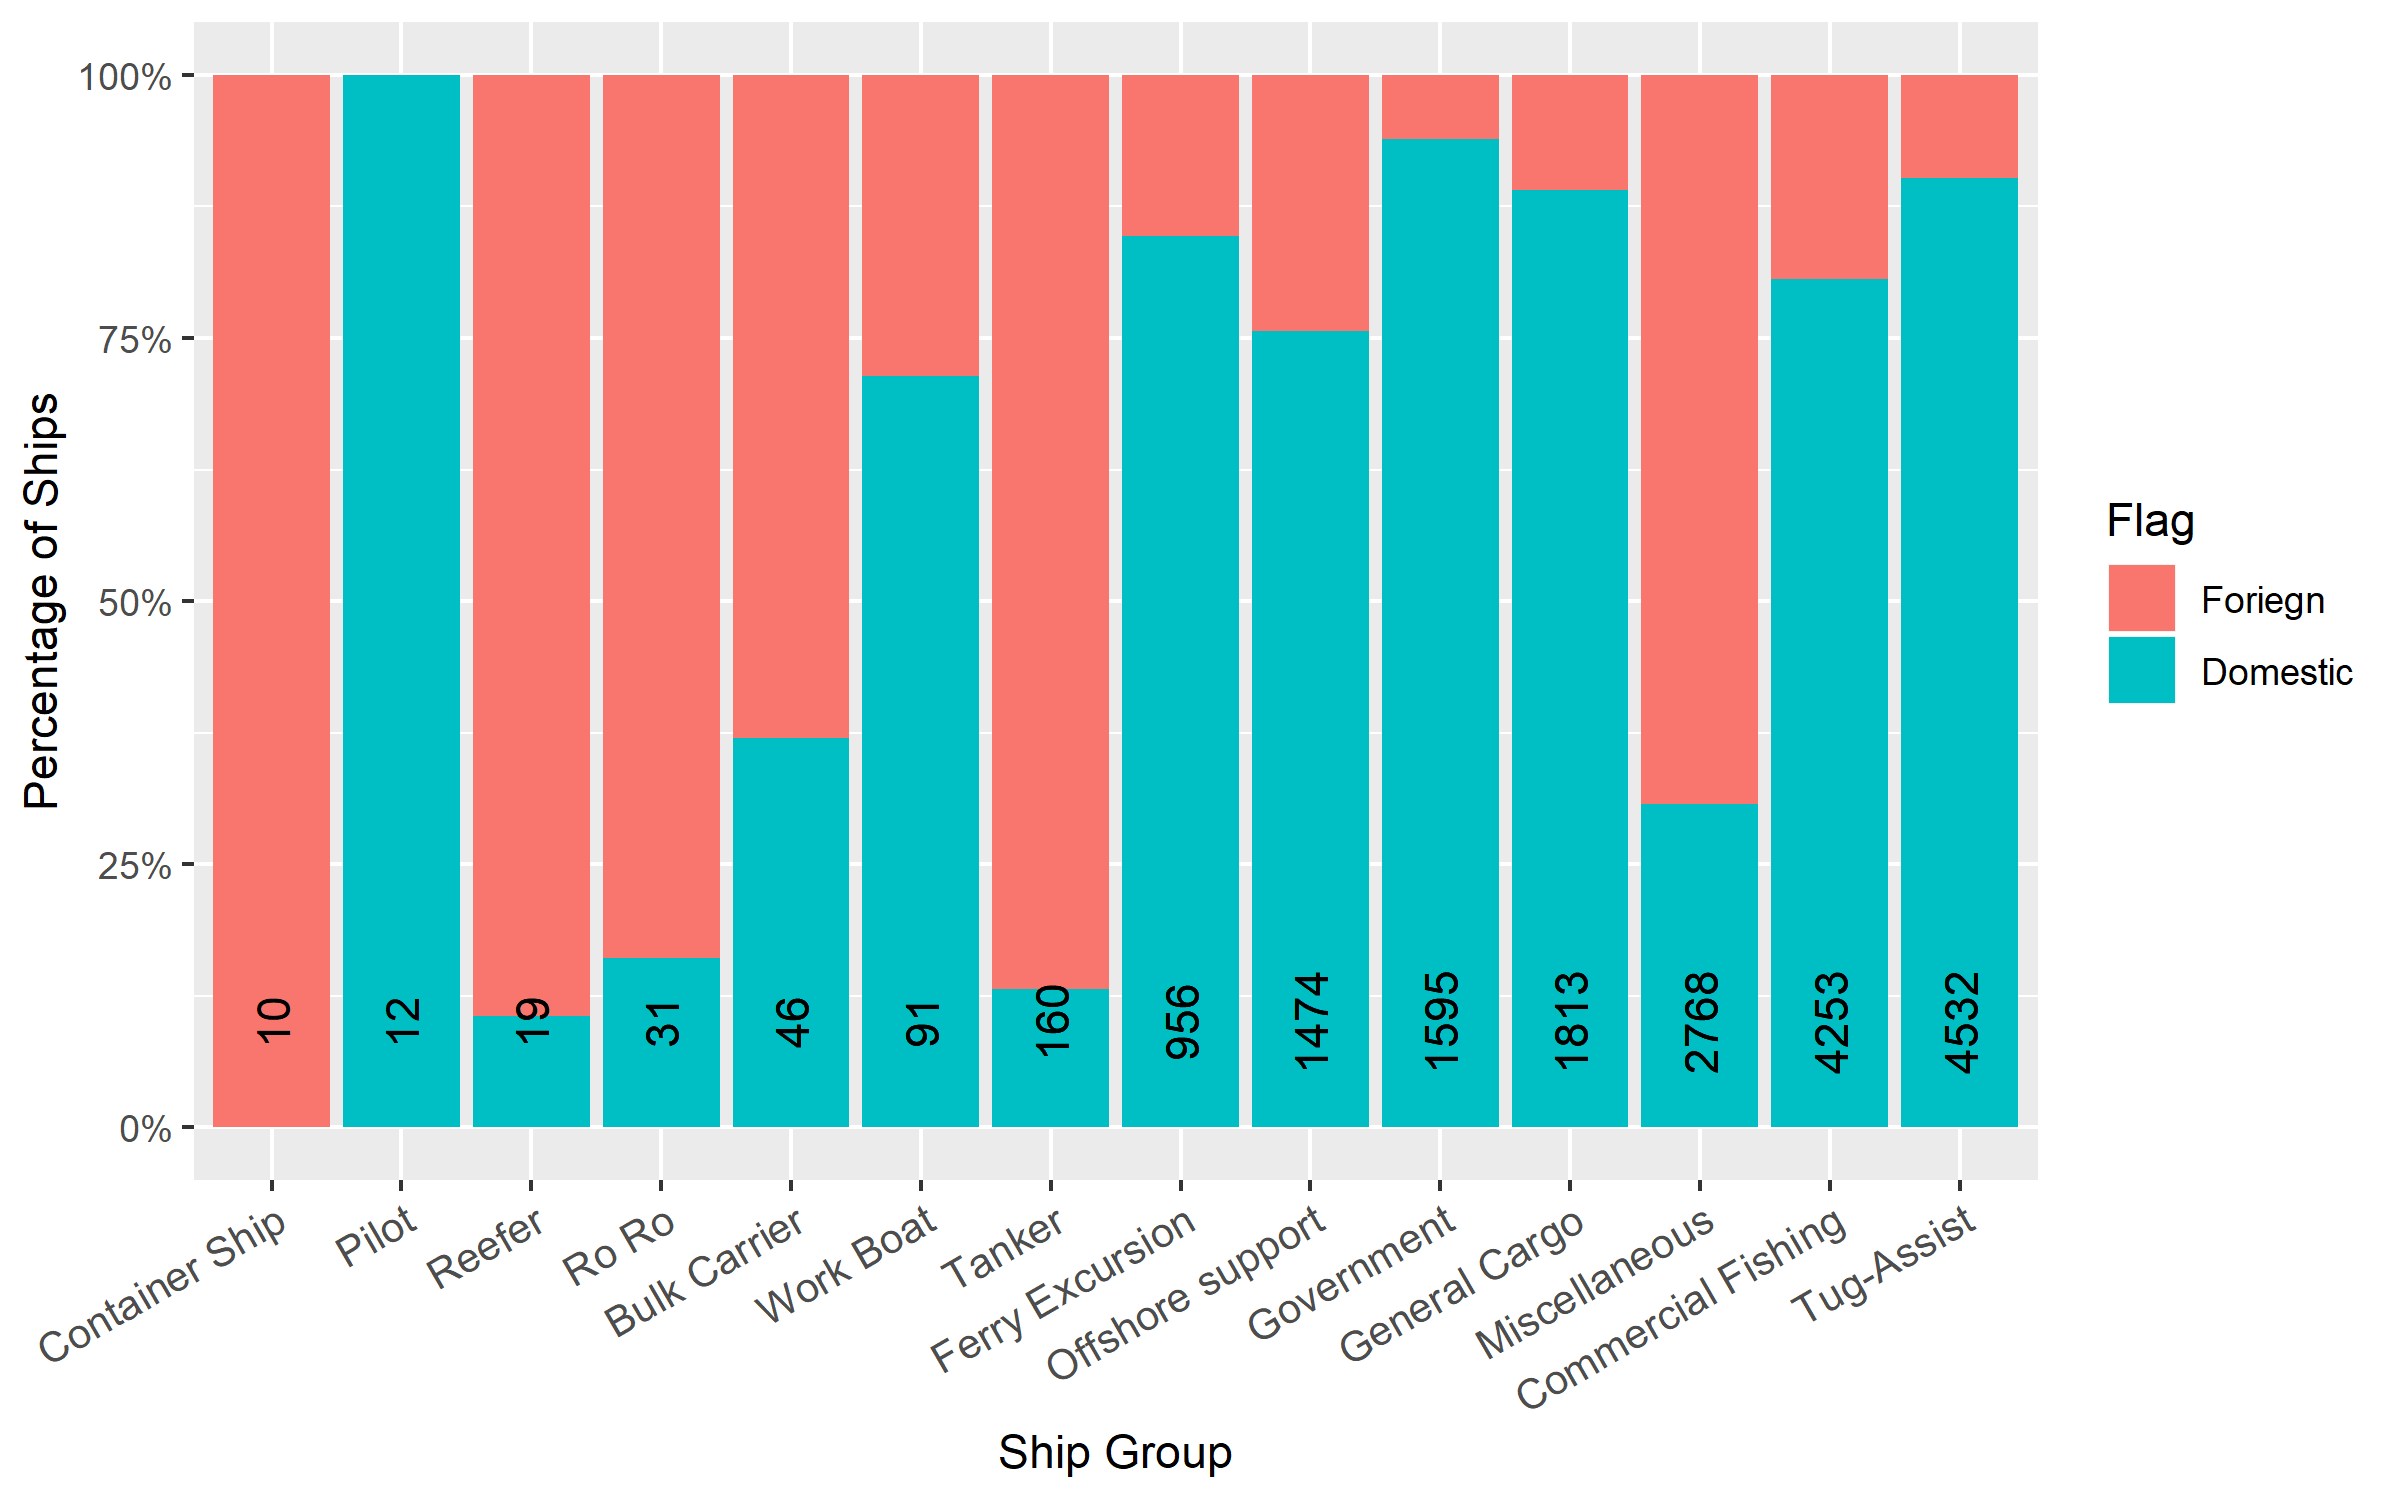 100%
75%
50%
25%
0%
Percentage of Ships
10
12
19
31
46
91
160
956
1474
1595
1813
2768
4253
4532
Container Ship
Pilot
Reefer
Ro Ro
Bulk Carrier
Work Boat
Tanker
Ferry Excursion
Offshore support
Government
General Cargo
Miscellaneous
Commercial Fishing
Tug-Assist
Ship Group
Flag
Foriegn
Domestic